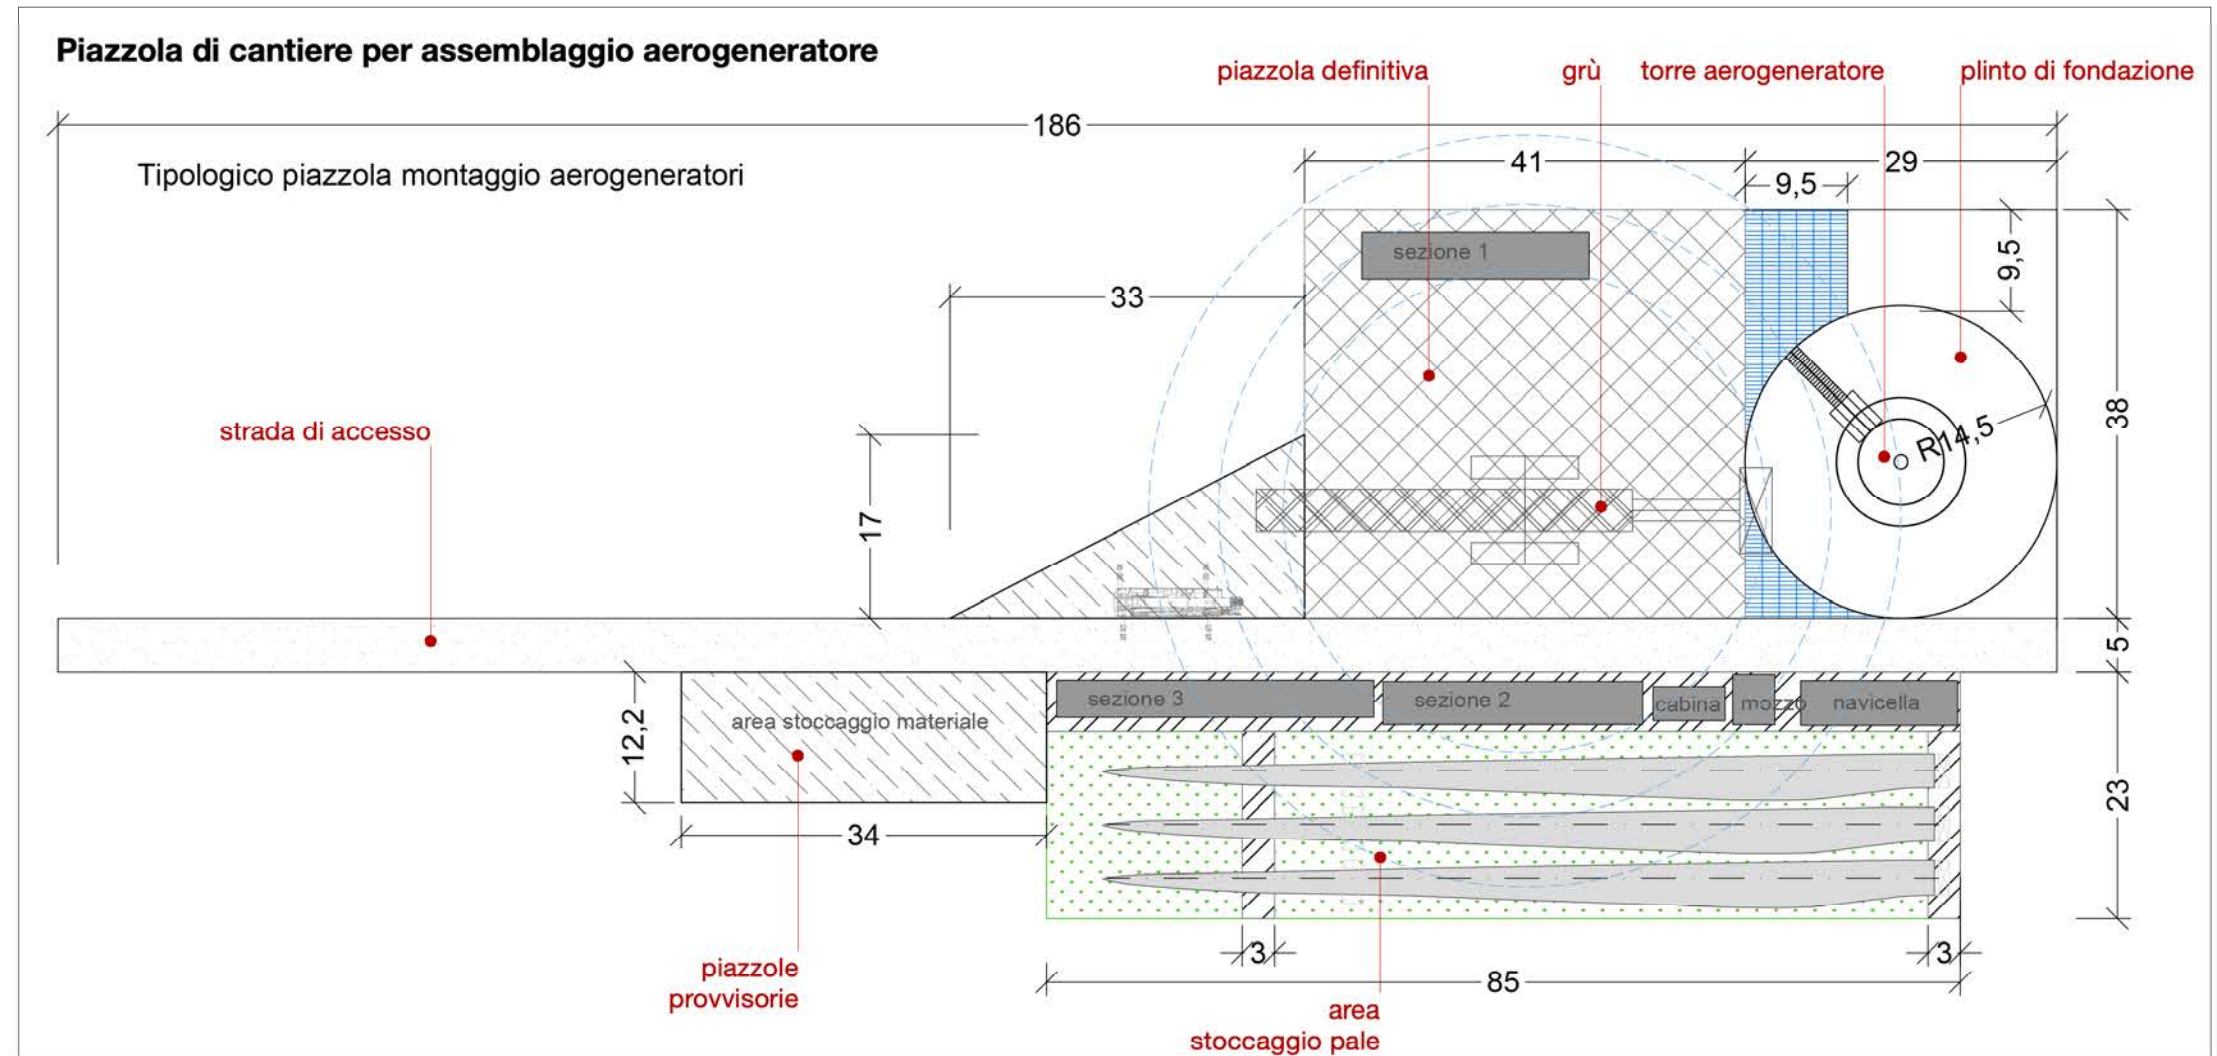 Piazzola di cantiere per assemblaggio aerogeneratore
piazzola definitiva
grù
torre aerogeneratore
plinto di fondazione
186
Tipologico piazzola montaggio aerogeneratori
41
29
9,5
sezione 1
9,5
33
38
strada di accesso
R14,5
17
5
sezione 3
sezione 2
cabina
mozzo
navicella
area stoccaggio materiale
12,2
23
34
3
3
85
piazzole
provvisorie
area
stoccaggio pale